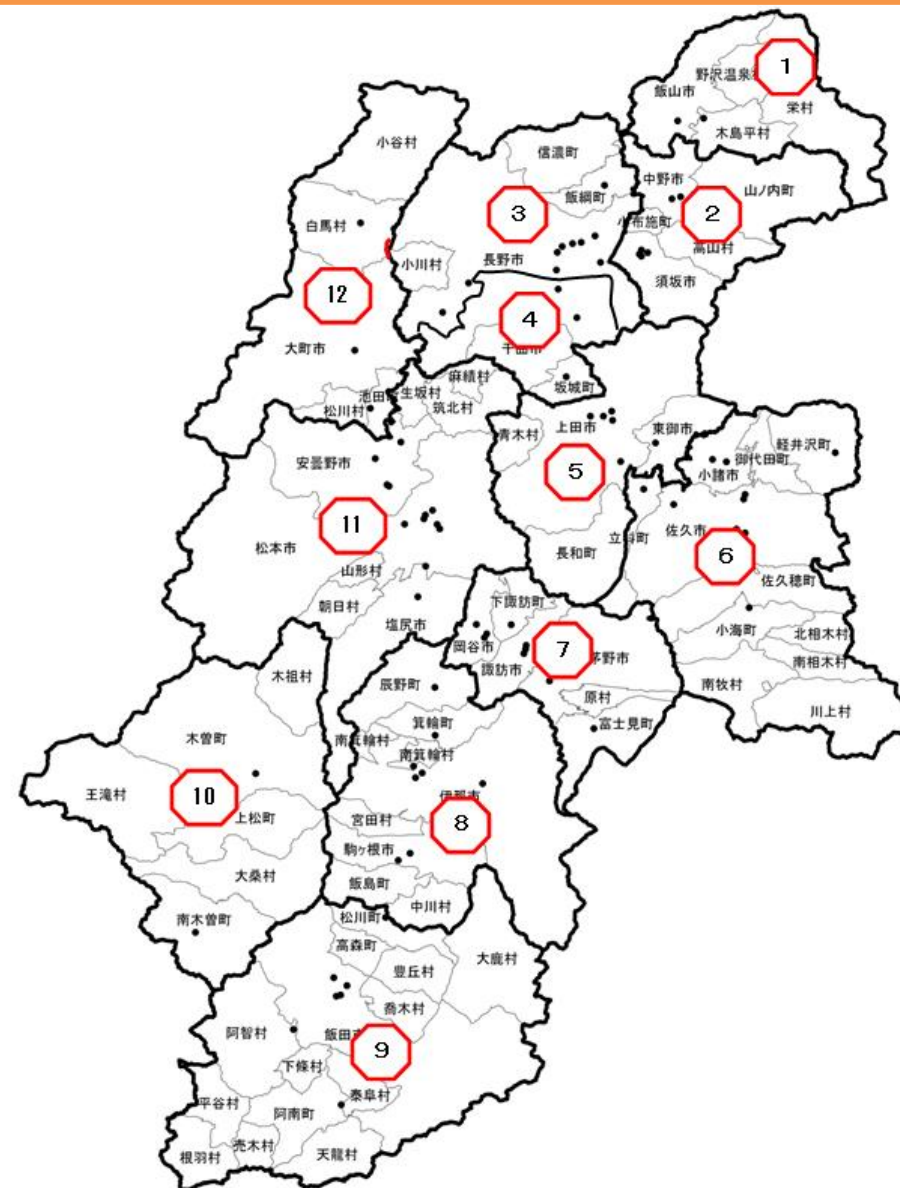 1
野沢温泉
飯山市
栄村
木島平村
小谷村
信濃町
飯綱町
3
中野市
山ノ内町
2
小布施町
高山村
須坂市
白馬村
小川村
長野市
12
4
千曲市
大町市
坂城町
麻績村
生坂村
池田
筑北村
松川村
青木村
上田市
東御市
軽井沢町
御代田町
小諸市
安曇野市
5
11
松本市
佐久市
6
長和町
立科町
山形村
佐久穂町
朝日村
下諏訪町
塩尻市
岡谷市
7
茅野市
諏訪市
小海町
北相木村
南相木村
南牧村
川上村
原村
富士見町
木祖村
辰野町
箕輪町
南箕輪村
南箕輪村
木曽町
伊那市
王滝村
10
上松町
宮田村
8
駒ヶ根市
大桑村
飯島町
中川村
南木曽町
松川町
高森町
豊丘村
大鹿村
喬木村
阿智村
飯田市
9
下條村
泰阜村
平谷村
阿南町
売木村
根羽村
天龍村